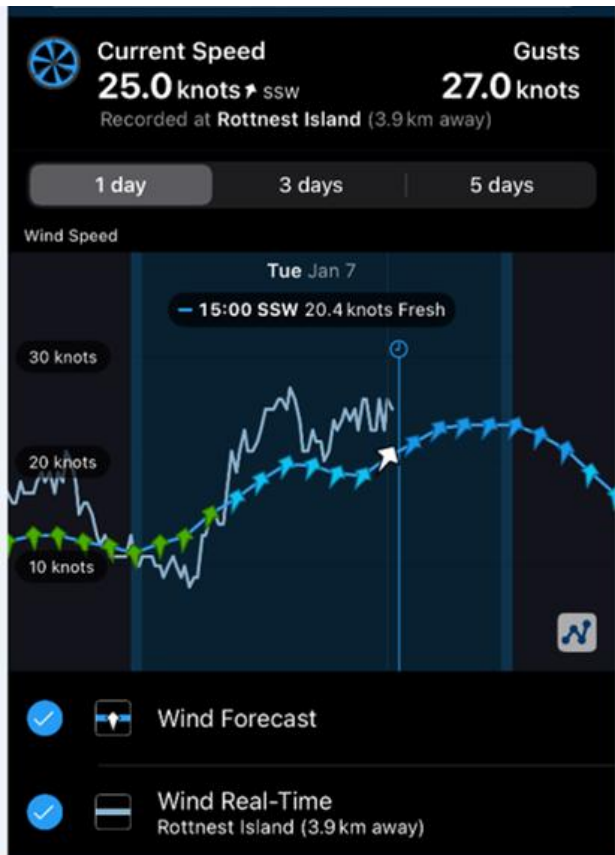 Current Speed
Gusts
25.0 knots SSW
27.0 knots
Recorded at Rottnest Island (3.9 km away)
1 day
3 days
5 days
Wind Speed
Tue Jan 7
15:00 SSW 20.4 knots Fresh
30 knots
20 knots
10 knots
Wind Forecast
Wind Real-Time
Rottnest Island (3.9 km away)